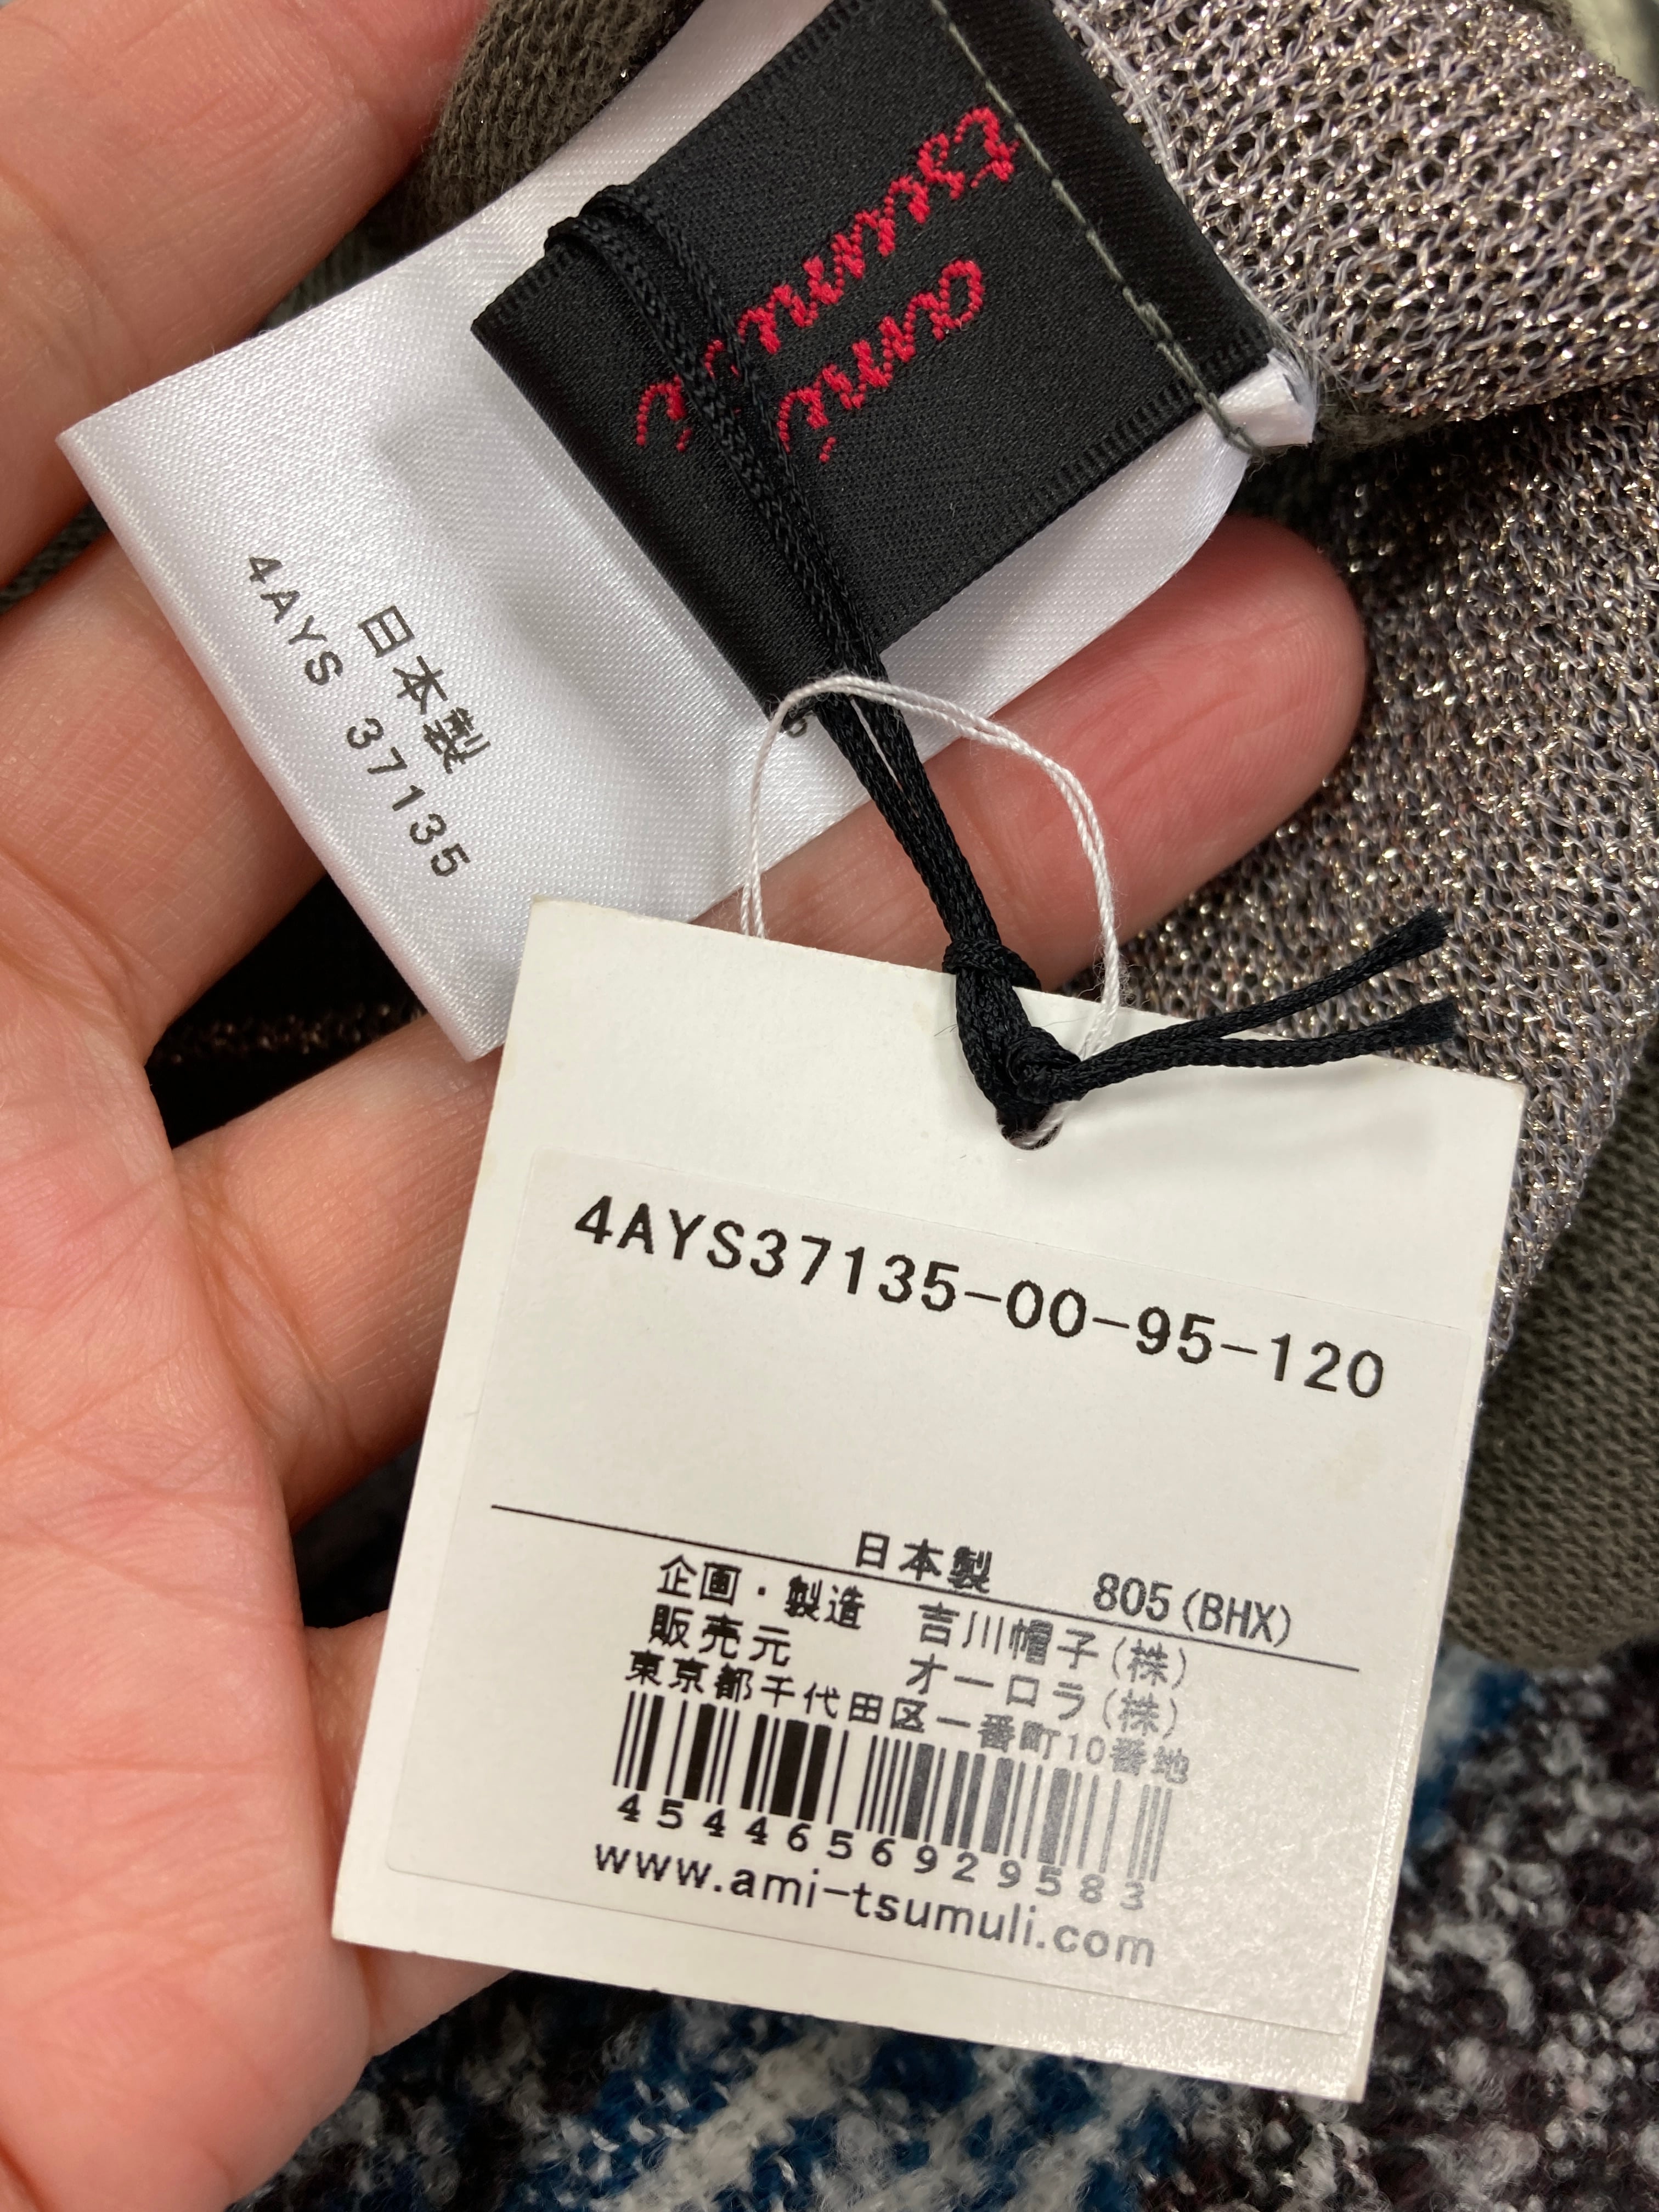 ami
日本製
4AYS 37135
4AYS37135-00-95-120
日本製 805(BHX)
企画・製造 吉川帽子(株)
販売元 オーロラ(株)
東京都千代田区一番町10番地
4544656929583
www.ami-tsumuli.com